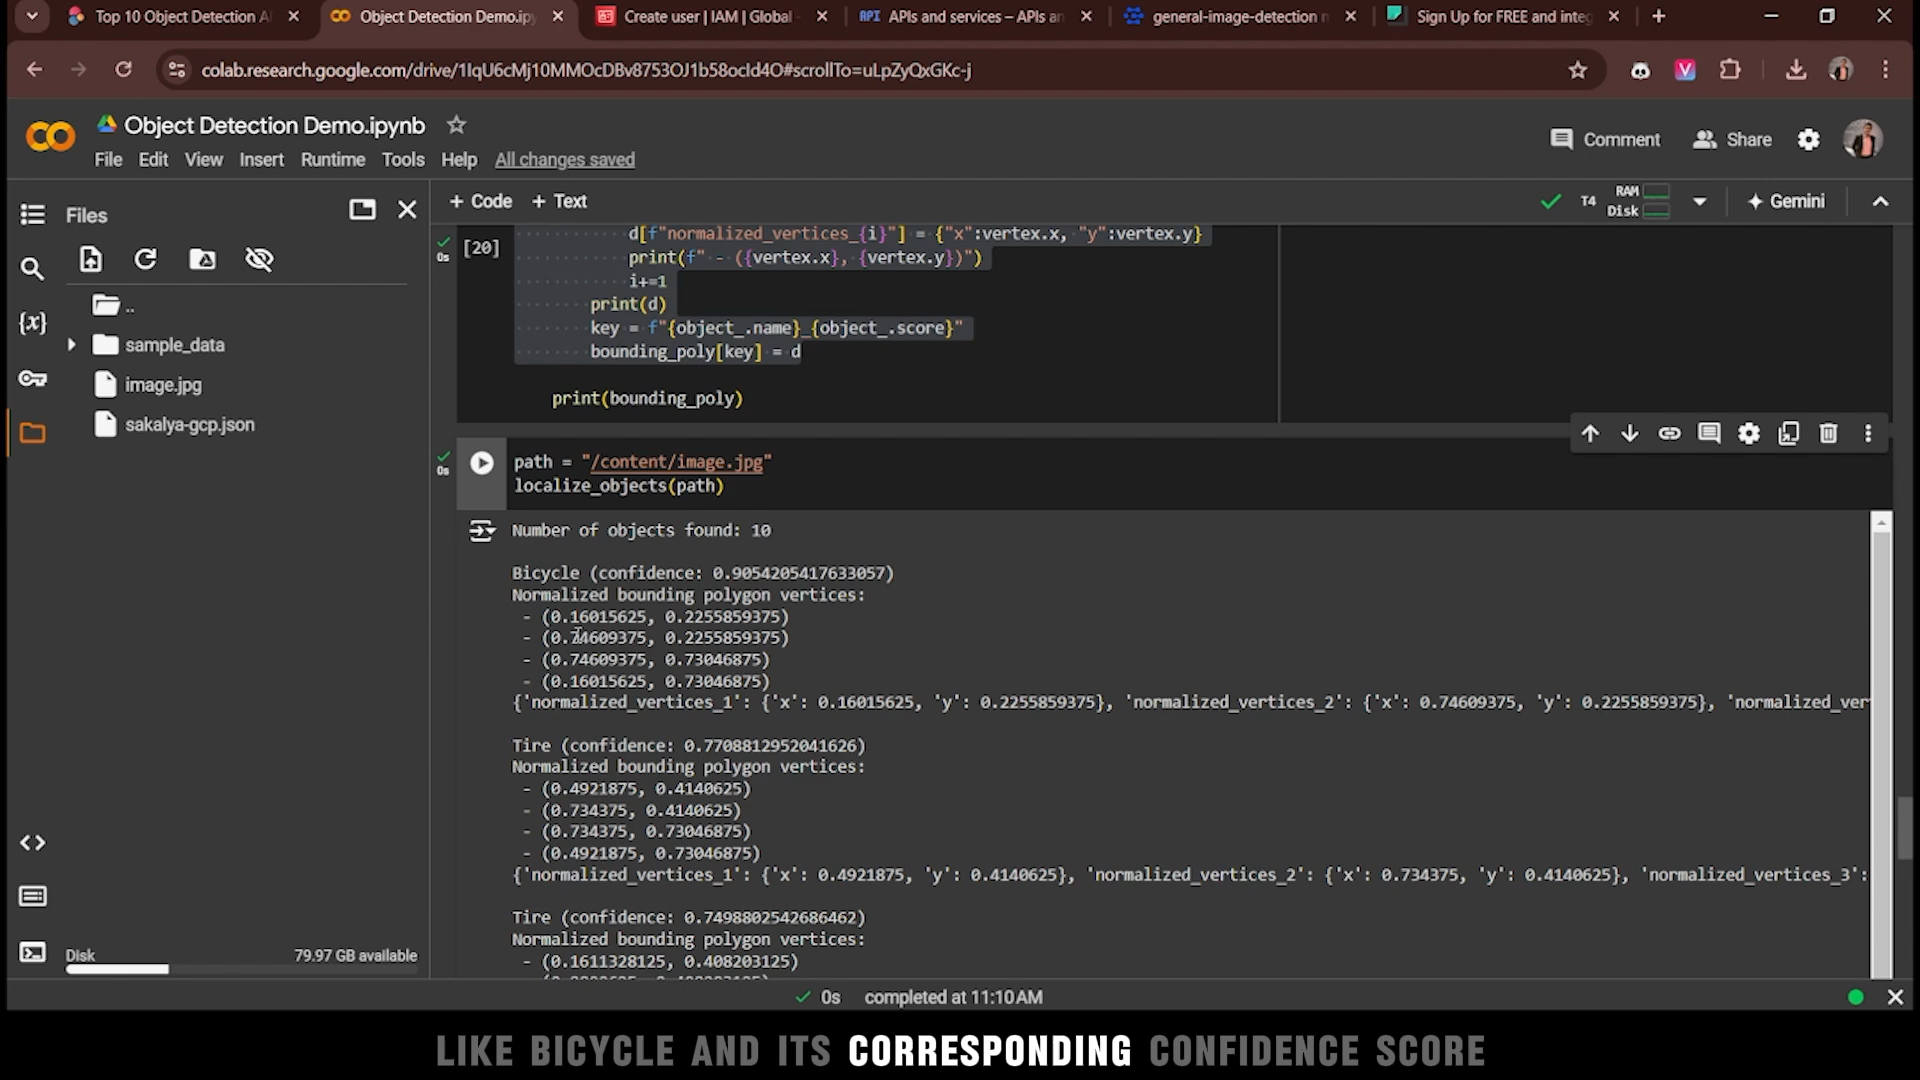 Top 10 Object Detection A
Object Detection Demo.ipy
Create user | IAM | Global
API APIs and services – APIs an
general-image-detection
Sign Up for FREE and integ
colab.research.google.com/drive/1IqU6cMj10MMOcDBv8753OJ1b58ocId4O#scrollTo=uLpZyQxGKc-j
Object Detection Demo.ipynb
Comment
Share
File Edit View Insert Runtime Tools Help All changes saved
Files
+ Code + Text
T4
RAM
Disk
Gemini
..
sample_data
image.jpg
sakalya-gcp.json
Disk
79.97 GB available
0s
[20]
d[f"normalized_vertices_{i}"] = {"x":vertex.x, "y":vertex.y}
print(f" - ({vertex.x}, {vertex.y})")
i+=1
print(d)
key = f"{object_.name}_{object_.score}"
bounding_poly[key] = d
print(bounding_poly)
0s
path = "/content/image.jpg"
localize_objects(path)
Number of objects found: 10
Bicycle (confidence: 0.9054205417633057)
Normalized bounding polygon vertices:
- (0.16015625, 0.2255859375)
- (0.74609375, 0.2255859375)
- (0.74609375, 0.73046875)
- (0.16015625, 0.73046875)
{'normalized_vertices_1': {'x': 0.16015625, 'y': 0.2255859375}, 'normalized_vertices_2': {'x': 0.74609375, 'y': 0.2255859375}, 'normalized_ver
Tire (confidence: 0.7708812952041626)
Normalized bounding polygon vertices:
- (0.4921875, 0.4140625)
- (0.734375, 0.4140625)
- (0.734375, 0.73046875)
- (0.4921875, 0.73046875)
{'normalized_vertices_1': {'x': 0.4921875, 'y': 0.4140625}, 'normalized_vertices_2': {'x': 0.734375, 'y': 0.4140625}, 'normalized_vertices_3':
Tire (confidence: 0.7498802542686462)
Normalized bounding polygon vertices:
- (0.1611328125, 0.408203125)
0s completed at 11:10 AM
LIKE BICYCLE AND ITS CORRESPONDING CONFIDENCE SCORE